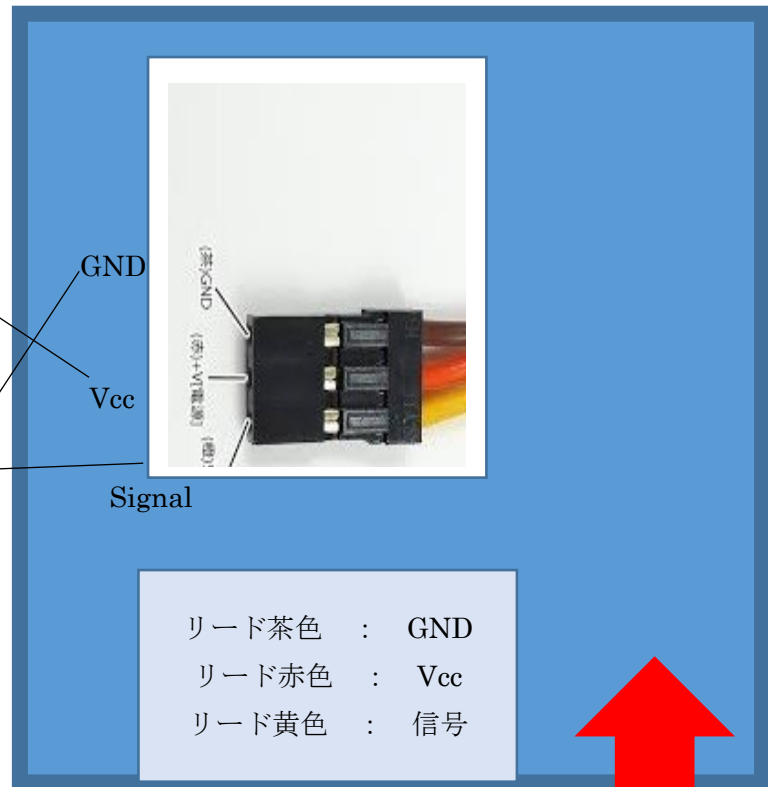 GND
(茶)GND
Vcc
(赤)+V[電源]
Signal
リード茶色 : GND
リード赤色 : Vcc
リード黄色 : 信号